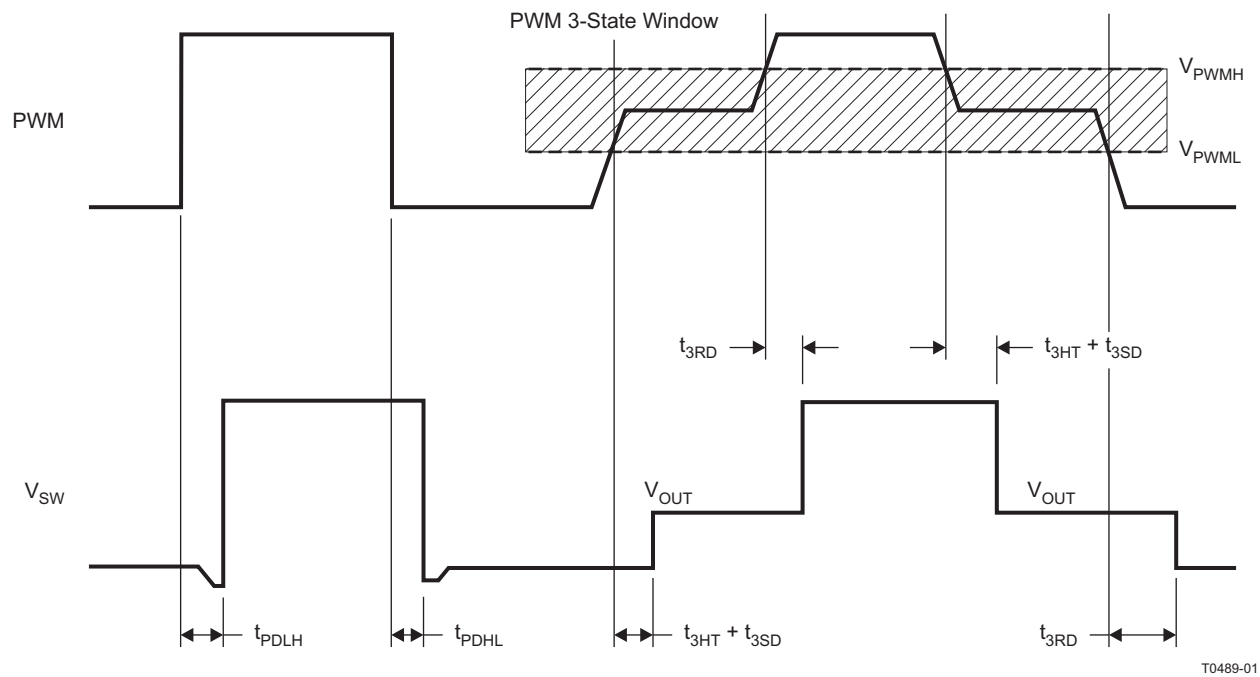 PWM 3-State Window
V_PWMH
PWM
V_PWML
t_3RD
t_3HT + t_3SD
V_SW
V_OUT
V_OUT
t_PDLH
t_PDHL
t_3HT + t_3SD
t_3RD
T0489-01